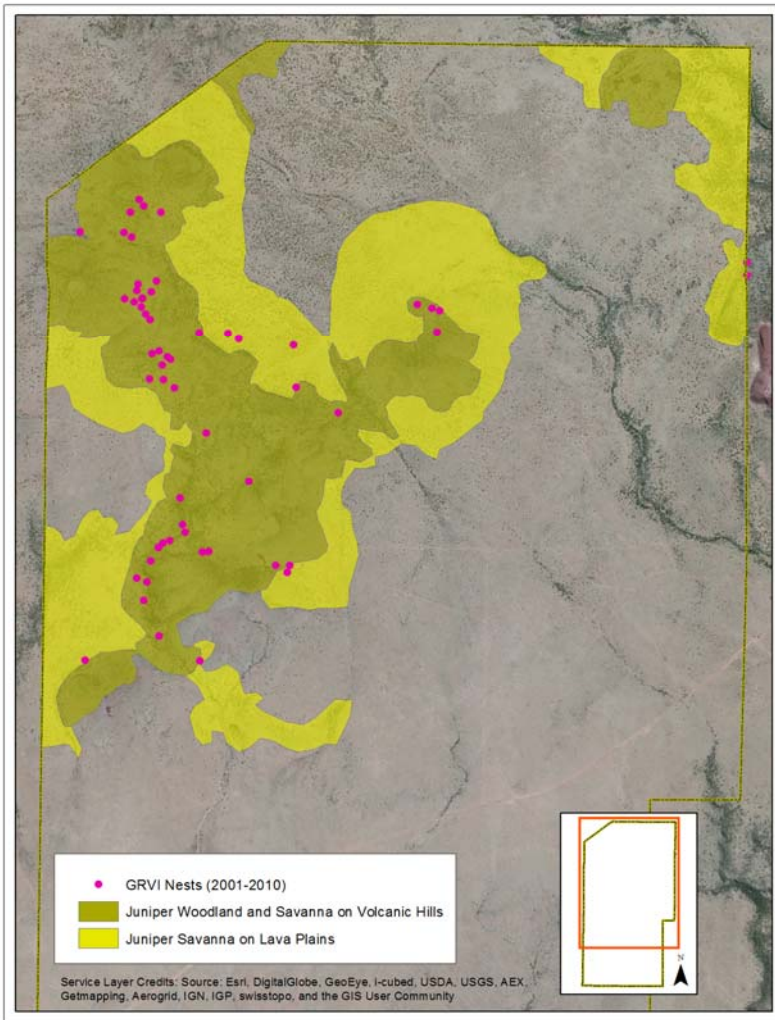 GRVI Nests (2001-2010)
Juniper Woodland and Savanna on Volcanic Hills
Juniper Savanna on Lava Plains
N
Service Layer Credits: Source: Esri, DigitalGlobe, GeoEye, i-cubed, USDA, USGS, AEX,
Getmapping, Aerogrid, IGN, IGP, swisstopo, and the GIS User Community